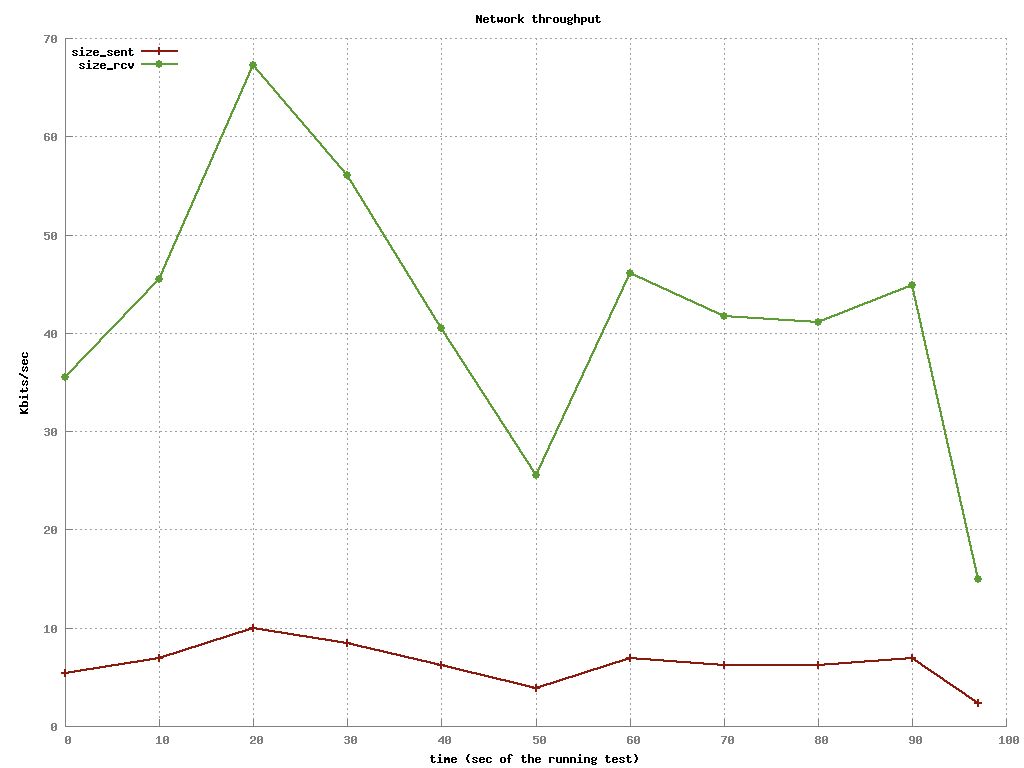 Network throughput
70
size_sent
size_rcv
60
50
40
Kbits/sec
30
20
10
0
0 10 20 30 40 50 60 70 80 90 100
time (sec of the running test)